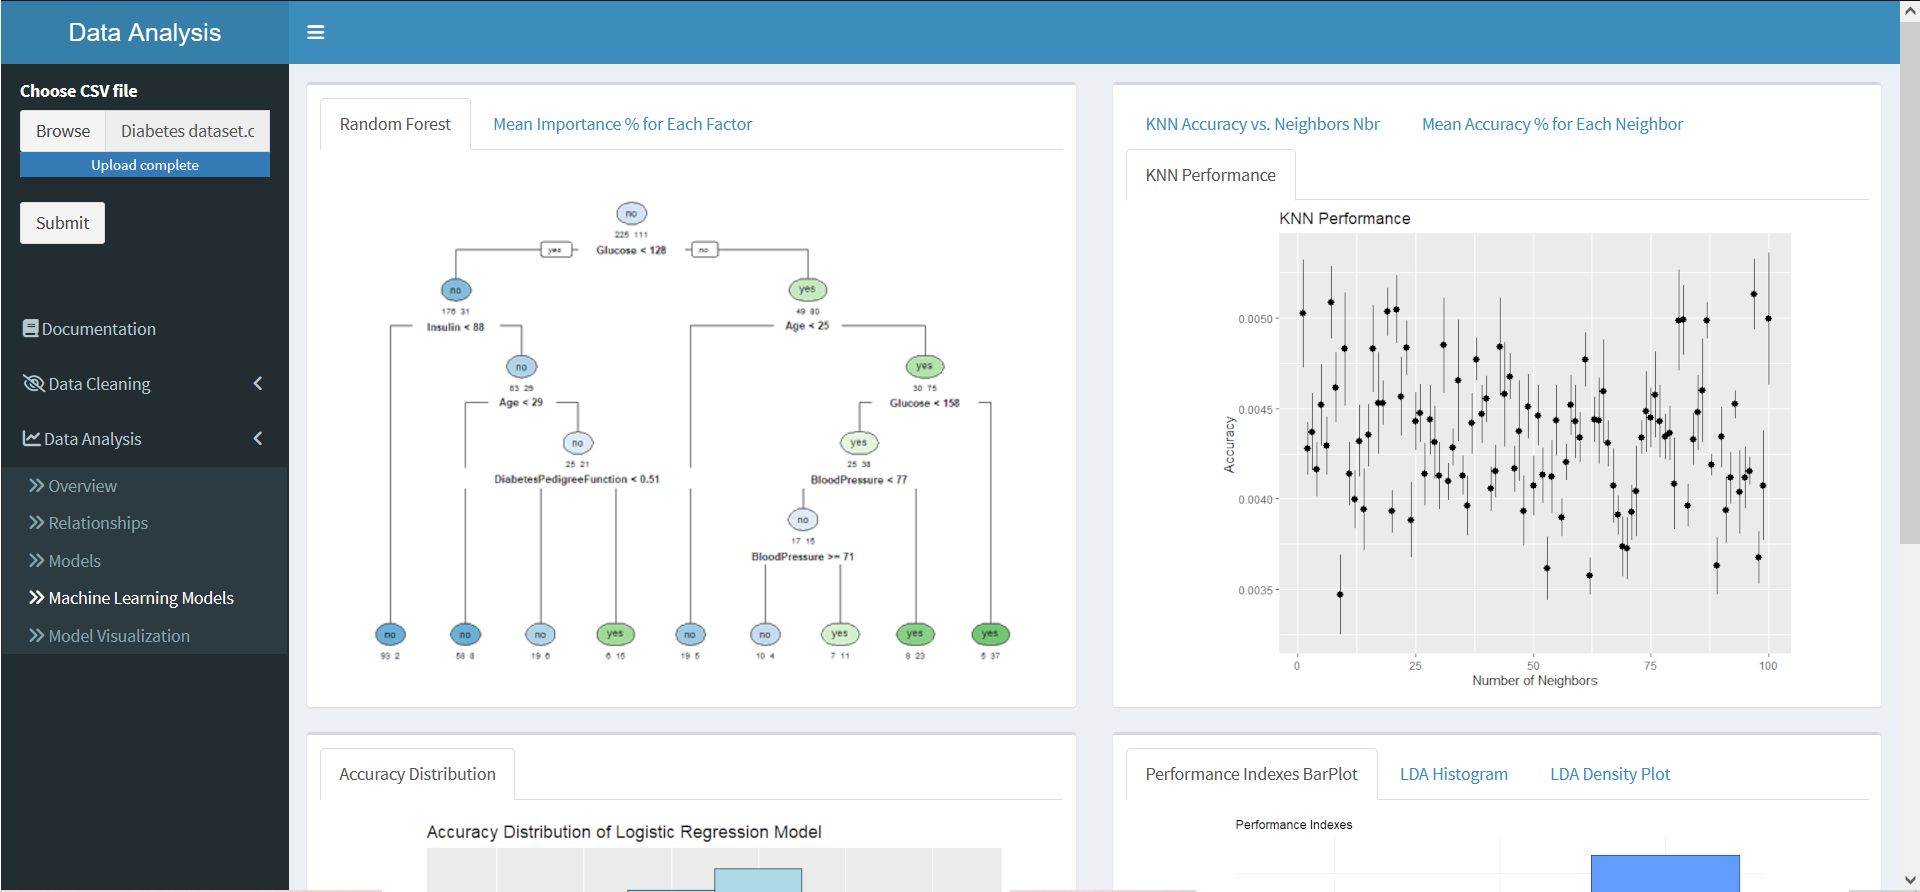 Data Analysis
Choose CSV file
Browse
Diabetes dataset.c
Upload complete
Submit
Documentation
Data Cleaning
Data Analysis
Overview
Relationships
Models
Machine Learning Models
Model Visualization
Random Forest
Mean Importance % for Each Factor
no
225 111
yes
Glucose < 128
no
no
176 31
yes
49 80
Insulin < 88
Age < 25
no
83 29
yes
30 75
Age < 29
Glucose < 158
no
25 21
yes
25 38
DiabetesPedigreeFunction < 0.51
BloodPressure < 77
no
17 15
BloodPressure >= 71
no
no
no
yes
no
no
yes
yes
yes
93 2
58 8
19 6
6 15
19 5
10 4
7 11
8 23
5 37
KNN Accuracy vs. Neighbors Nbr
Mean Accuracy % for Each Neighbor
KNN Performance
KNN Performance
Accuracy
0.0050
0.0045
0.0040
0.0035
0
25
50
75
100
Number of Neighbors
Accuracy Distribution
Accuracy Distribution of Logistic Regression Model
Performance Indexes BarPlot
LDA Histogram
LDA Density Plot
Performance Indexes